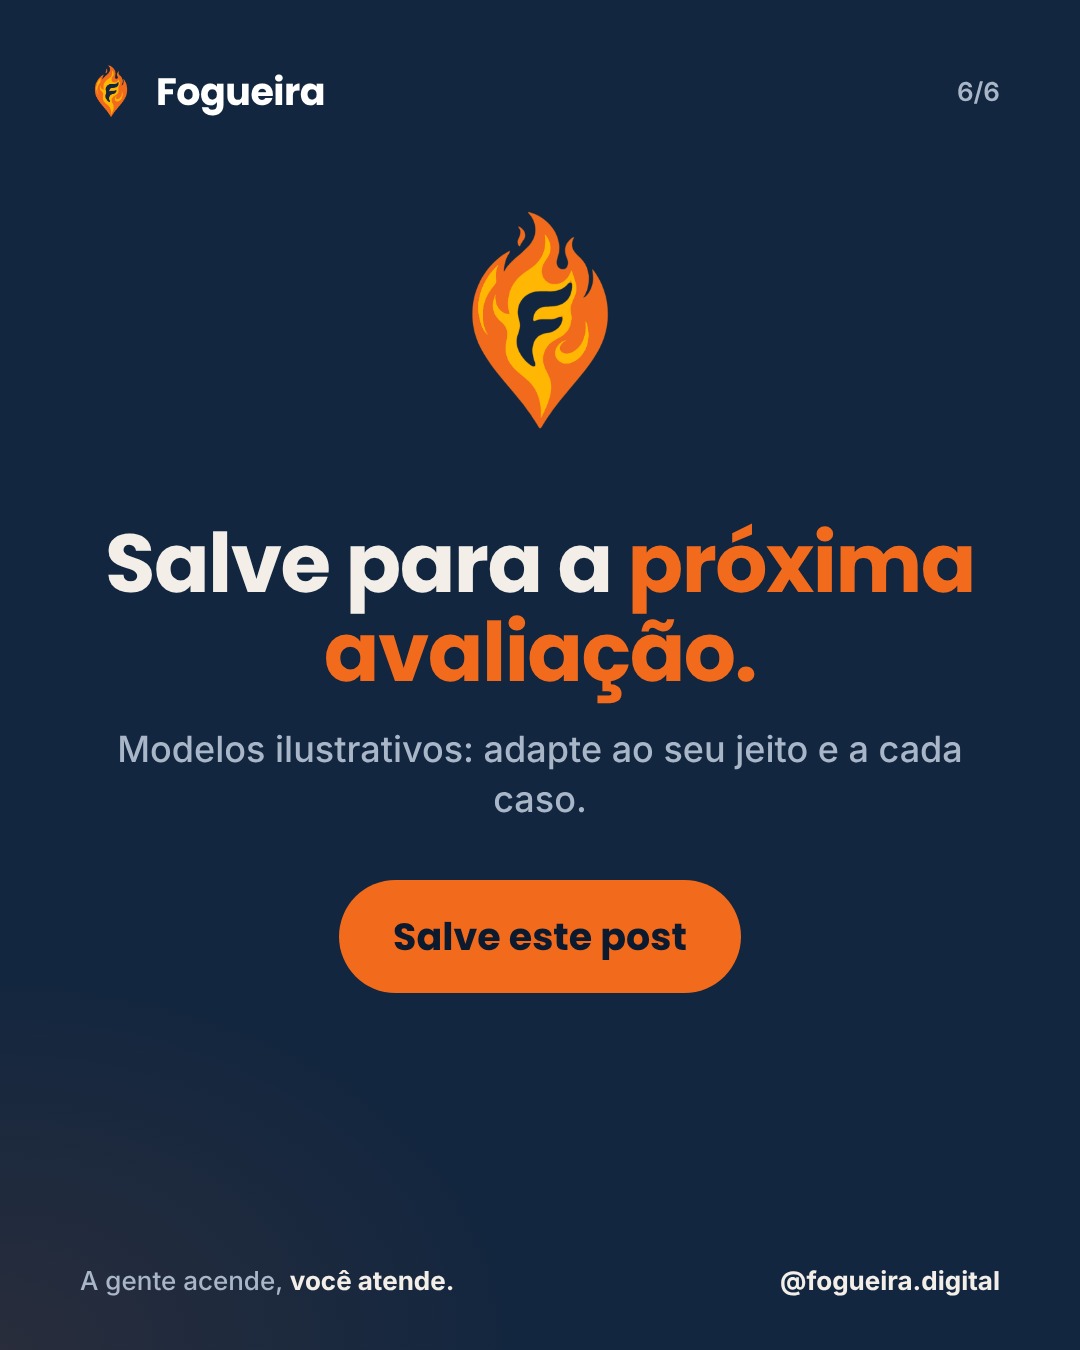 Fogueira
6/6
Salve para a próxima
avaliação.
Modelos ilustrativos: adapte ao seu jeito e a cada
caso.
Salve este post
A gente acende, você atende.
@fogueira.digital